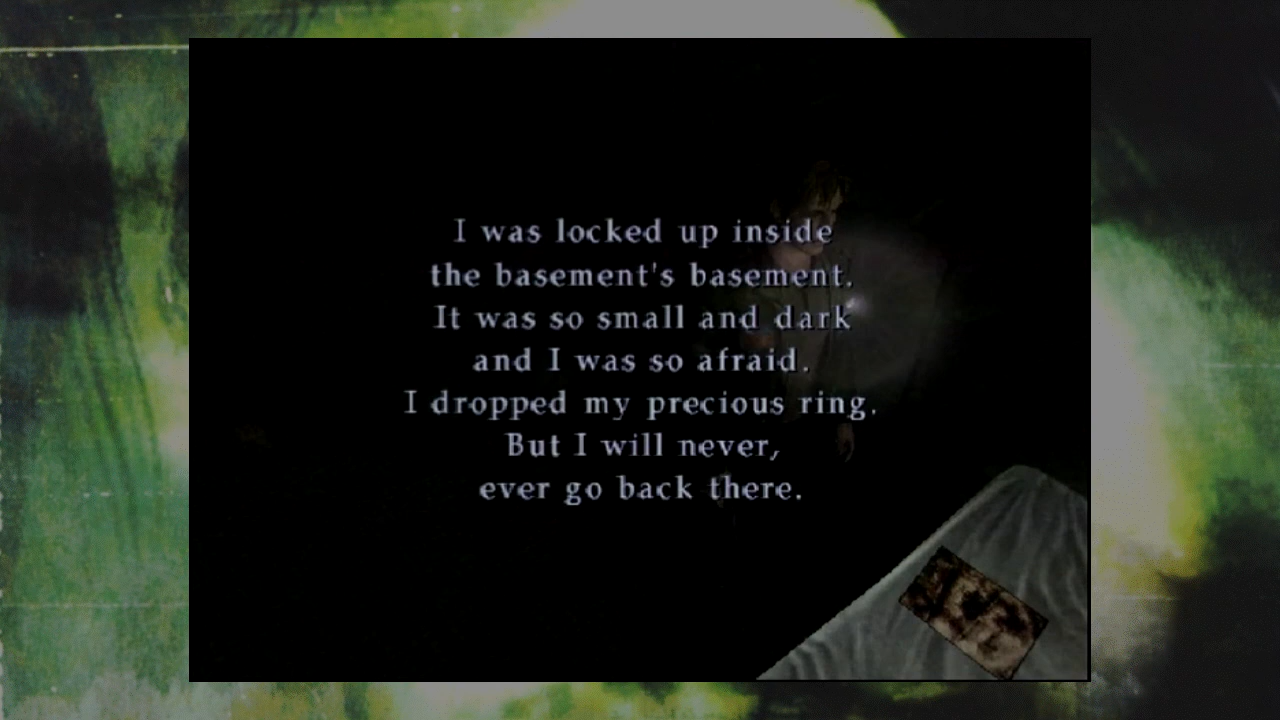 I was locked up inside
the basement's basement.
It was so small and dark
and I was so afraid.
I dropped my precious ring.
But I will never,
ever go back there.